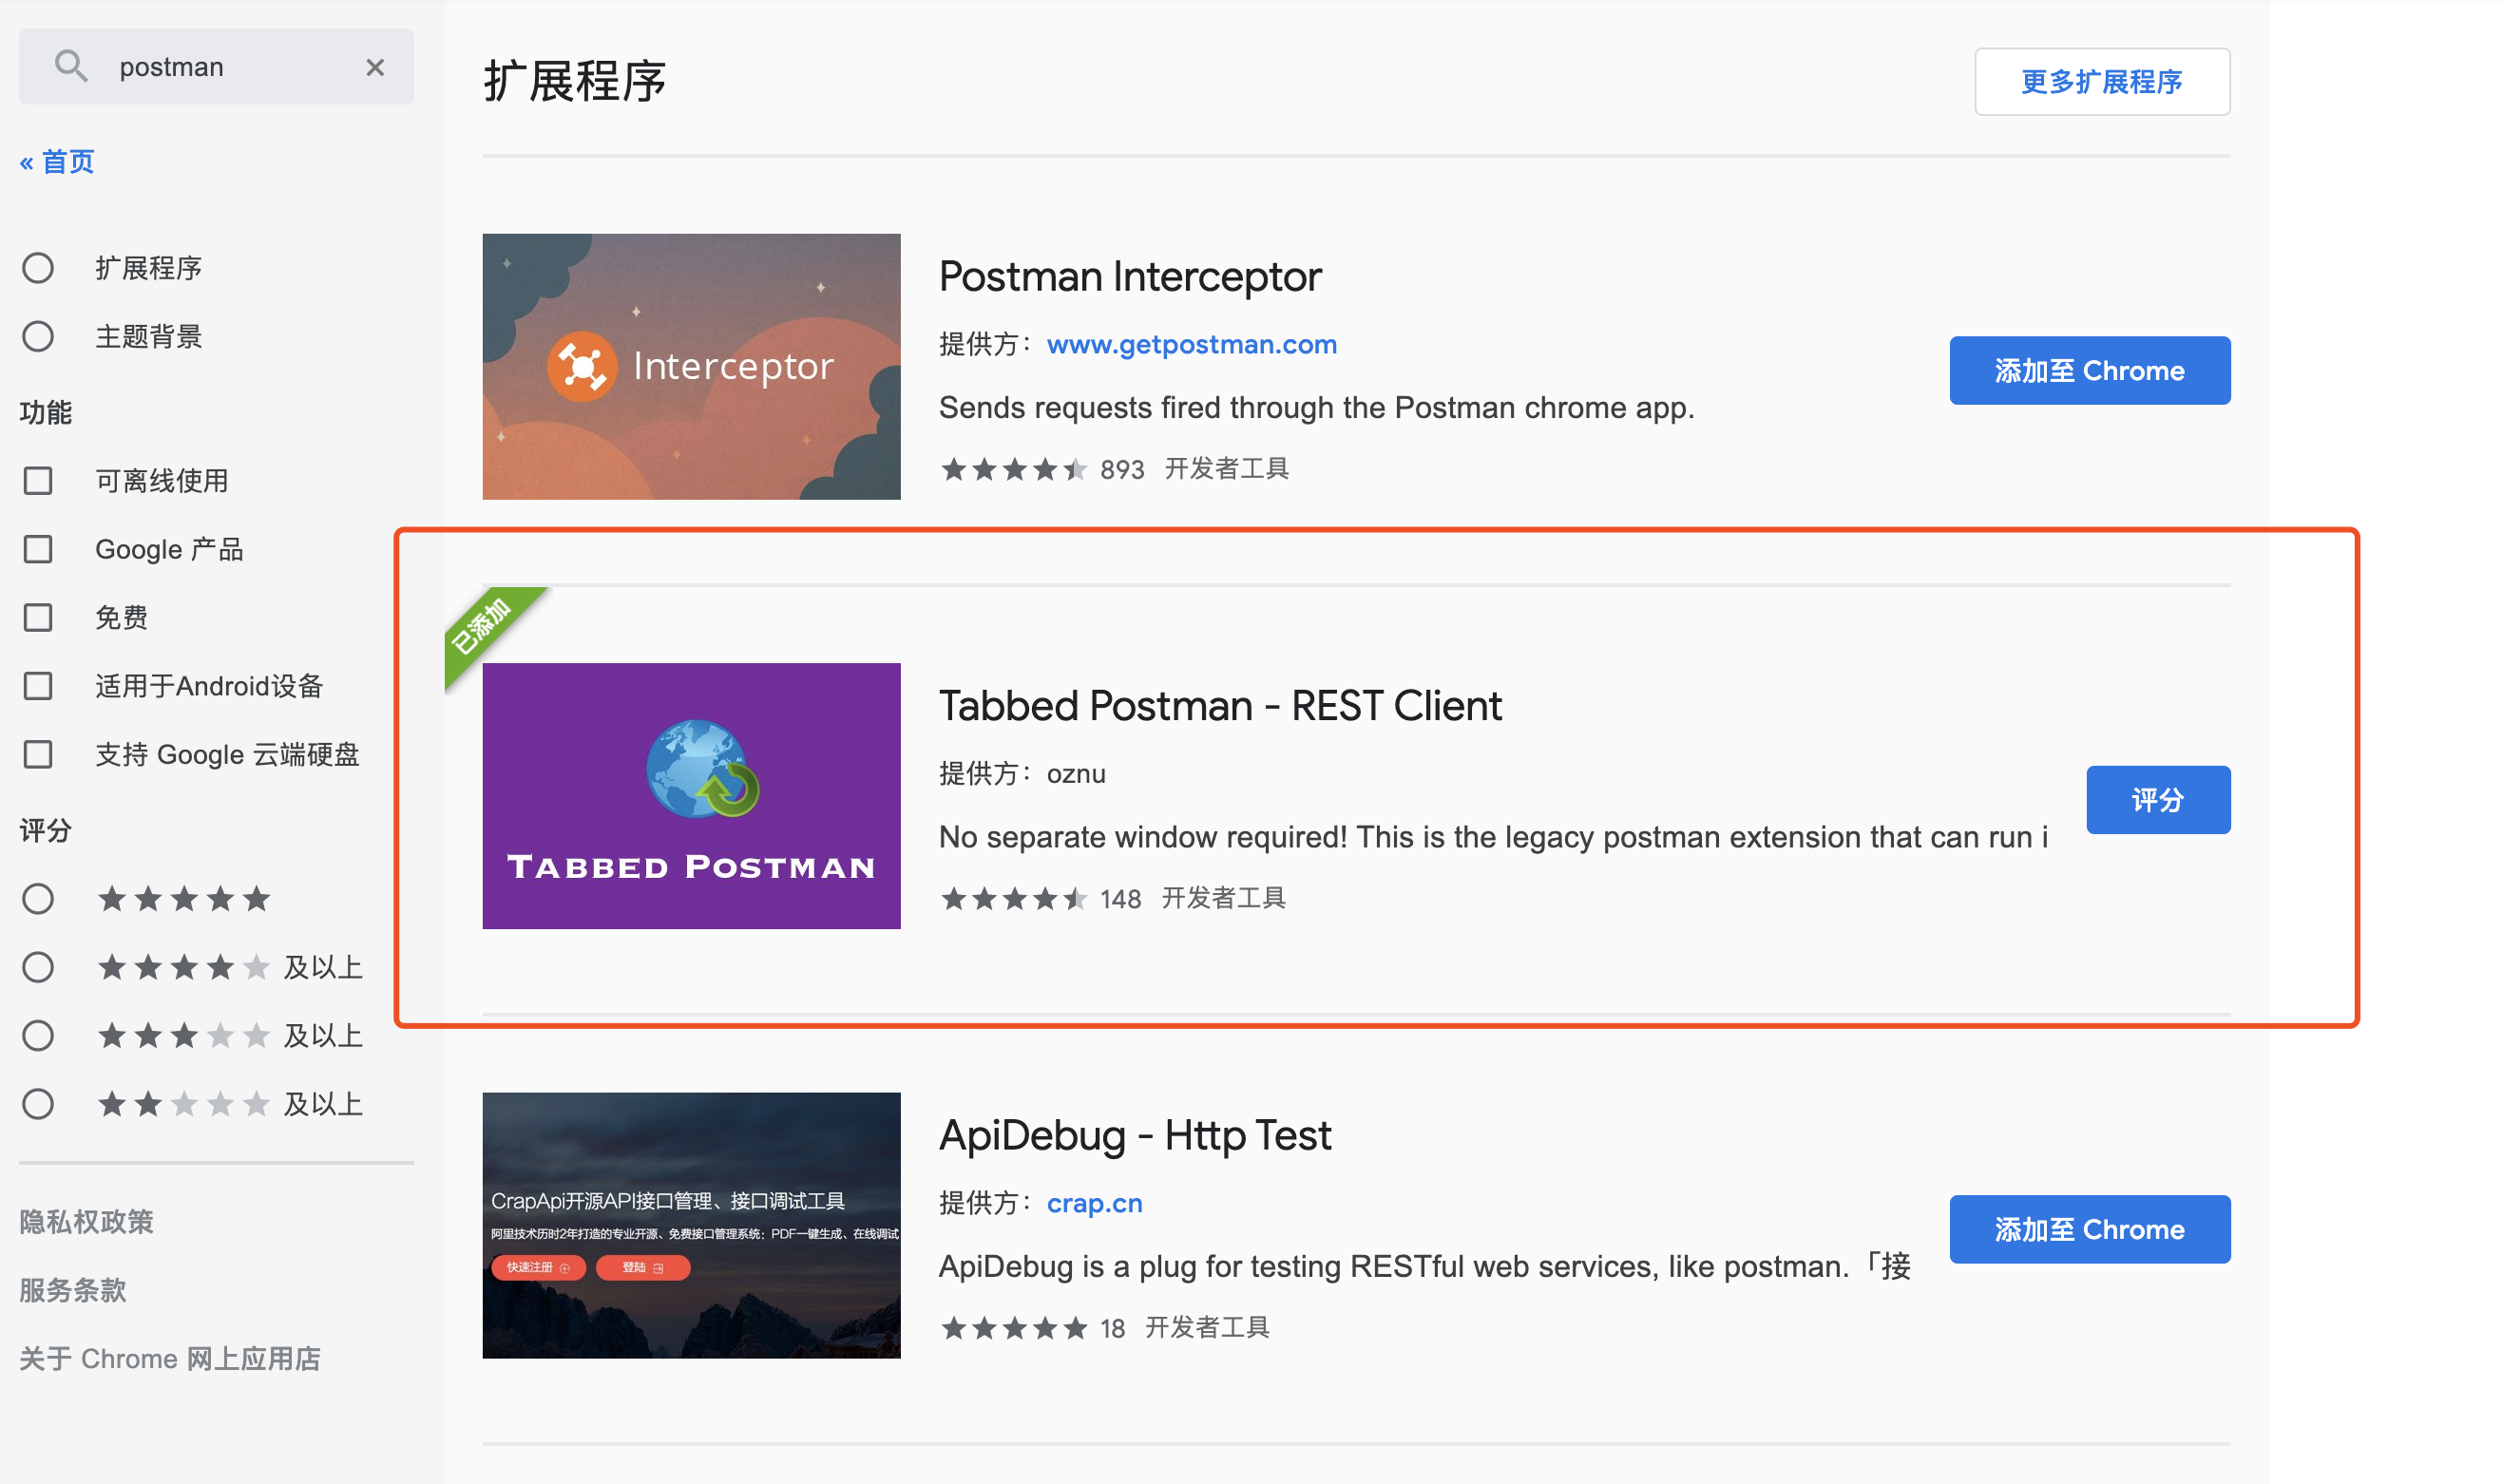 postman
« 首页
扩展程序
主题背景
功能
可离线使用
Google 产品
免费
适用于Android设备
支持 Google 云端硬盘
评分
及以上
及以上
及以上
隐私权政策
服务条款
关于 Chrome 网上应用店
扩展程序
更多扩展程序
Interceptor
Postman Interceptor
提供方：www.getpostman.com
Sends requests fired through the Postman chrome app.
893 开发者工具
添加至 Chrome
已添加
TABBED POSTMAN
Tabbed Postman - REST Client
提供方：oznu
No separate window required! This is the legacy postman extension that can run i
148 开发者工具
评分
CrapApi开源API接口管理、接口调试工具
阿里技术历时2年打造的专业开源、免费接口管理系统：PDF一键生成、在线调试
快速注册
登陆
ApiDebug - Http Test
提供方：crap.cn
ApiDebug is a plug for testing RESTful web services, like postman.「接
18 开发者工具
添加至 Chrome